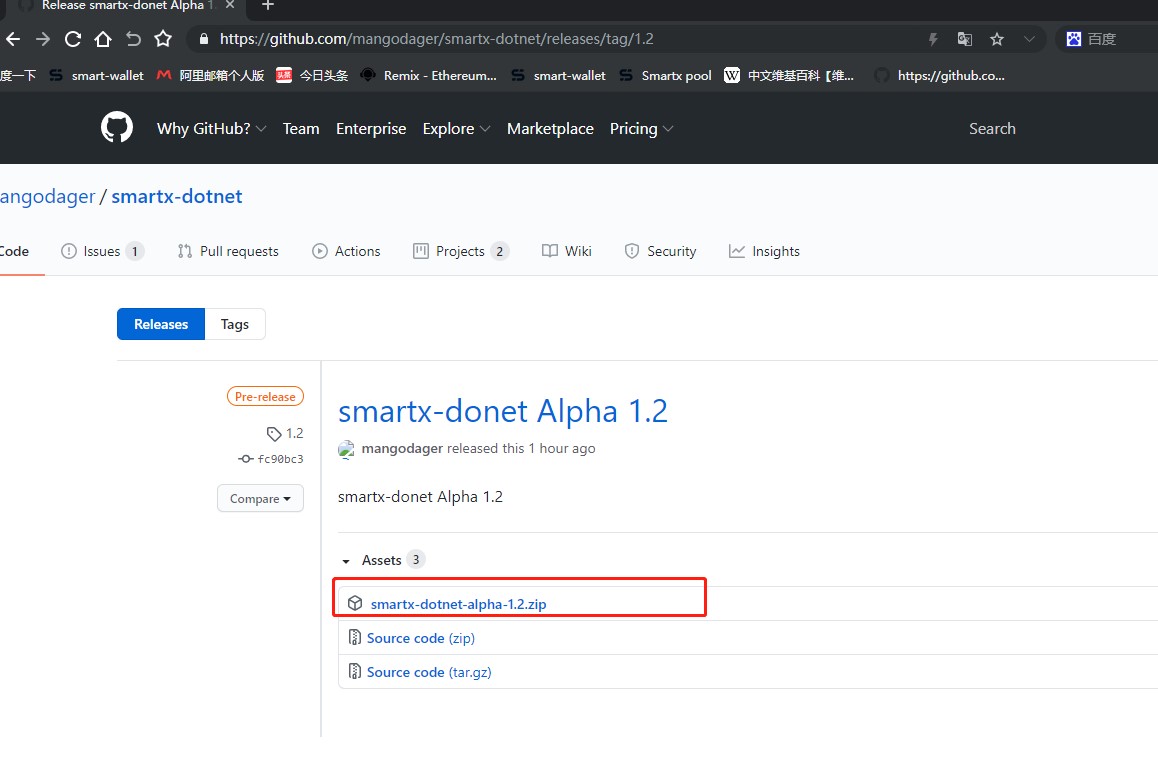 Release smartx-donet Alpha 1.
https://github.com/mangodager/smartx-dotnet/releases/tag/1.2
百度
度一下 smart-wallet 阿里邮箱个人版 头条 今日头条 Remix - Ethereum... smart-wallet Smartx pool W 中文维基百科【维... https://github.co...
Why GitHub? Team Enterprise Explore Marketplace Pricing Search
angodager / smartx-dotnet
Code Issues 1 Pull requests Actions Projects 2 Wiki Security Insights
Releases Tags
Pre-release
1.2
fc90bc3
Compare
smartx-donet Alpha 1.2
mangodager released this 1 hour ago
smartx-donet Alpha 1.2
Assets 3
smartx-dotnet-alpha-1.2.zip
Source code (zip)
Source code (tar.gz)